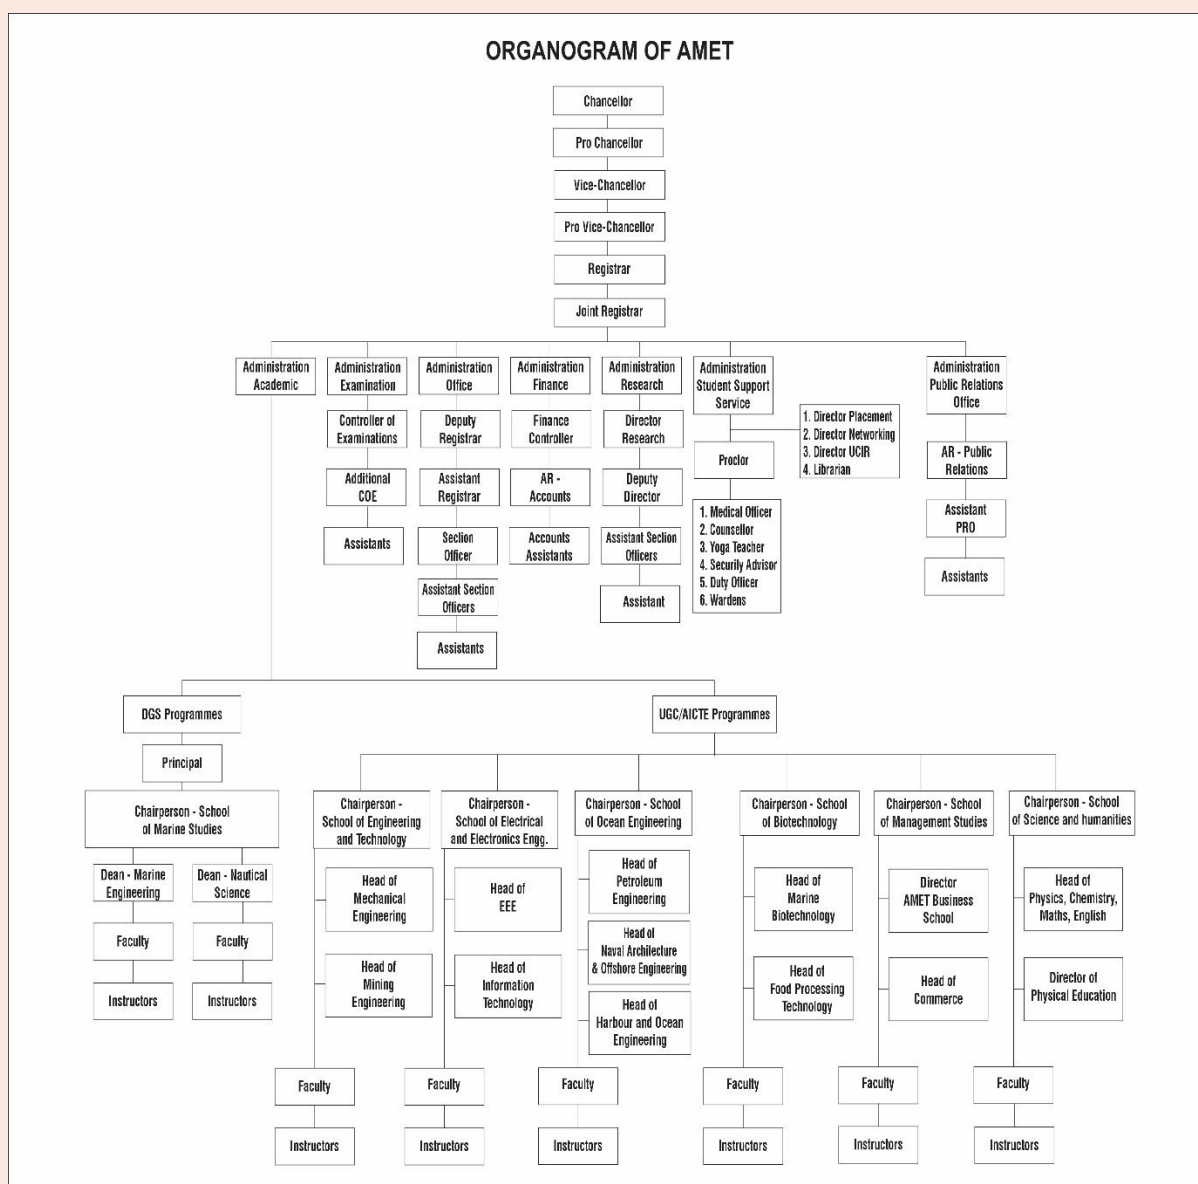 ORGANOGRAM OF AMET
Chancellor
Pro Chancellor
Vice-Chancellor
Pro Vice-Chancellor
Registrar
Joint Registrar
Administration
Academic
Administration
Examination
Controller of
Examinations
Additional
COE
Assistants
Administration
Office
Deputy
Registrar
Assistant
Registrar
Section
Officer
Assistant Section
Officers
Assistants
Administration
Finance
Finance
Controller
AR -
Accounts
Accounts
Assistants
Administration
Research
Director
Research
Deputy
Director
Assistant Section
Officers
Assistant
Administration
Student Support
Service
1. Director Placement
2. Director Networking
3. Director UCIR
4. Librarian
Proctor
1. Medical Officer
2. Counsellor
3. Yoga Teacher
4. Security Advisor
5. Duty Officer
6. Wardens
Administration
Public Relations
Office
AR - Public
Relations
Assistant
PRO
Assistants
DGS Programmes
Principal
Chairperson - School
of Marine Studies
Dean - Marine
Engineering
Faculty
Instructors
Dean - Nautical
Science
Faculty
Instructors
UGC/AICTE Programmes
Chairperson -
School of Engineering
and Technology
Head of
Mechanical
Engineering
Head of
Mining
Engineering
Faculty
Instructors
Chairperson -
School of Electrical
and Electronics Engg.
Head of
EEE
Head of
Information
Technology
Faculty
Instructors
Chairperson - School
of Ocean Engineering
Head of
Petroleum
Engineering
Head of
Naval Architecture
& Offshore Engineering
Head of
Harbour and Ocean
Engineering
Faculty
Instructors
Chairperson - School
of Biotechnology
Head of
Marine
Biotechnology
Head of
Food Processing
Technology
Faculty
Instructors
Chairperson - School
of Management Studies
Director
AMET Business
School
Head of
Commerce
Faculty
Instructors
Chairperson - School
of Science and humanities
Head of
Physics, Chemistry,
Maths, English
Director of
Physical Education
Faculty
Instructors